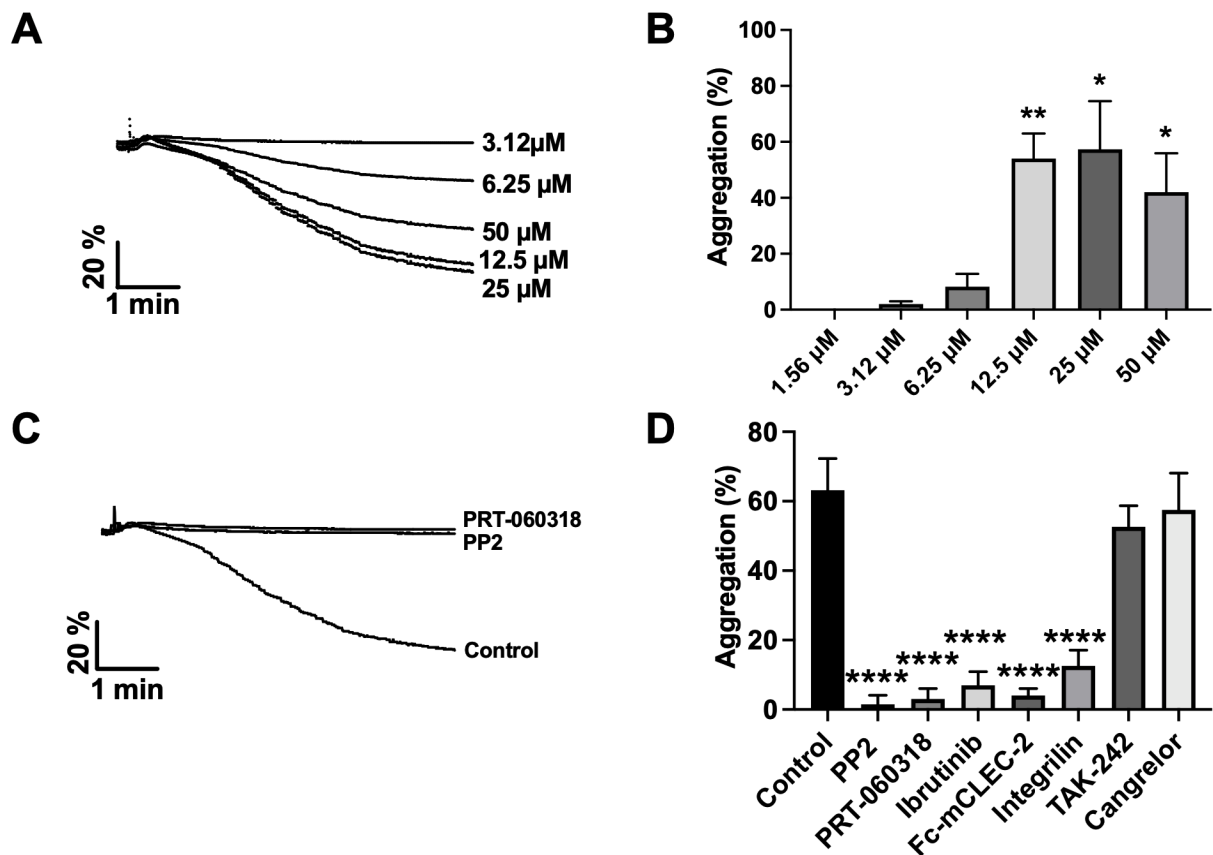 A
3.12µM
6.25 µM
50 µM
12.5 µM
25 µM
20 %
1 min
B
Aggregation (%)
100
80
60
40
20
0
**
*
*
1.56 µM
3.12 µM
6.25 µM
12.5 µM
25 µM
50 µM
C
PRT-060318
PP2
Control
20 %
1 min
D
Aggregation (%)
80
60
40
20
0
****
****
****
****
****
Control
PP2
PRT-060318
Ibrutinib
Fc-mCLEC-2
Integrilin
TAK-242
Cangrelor